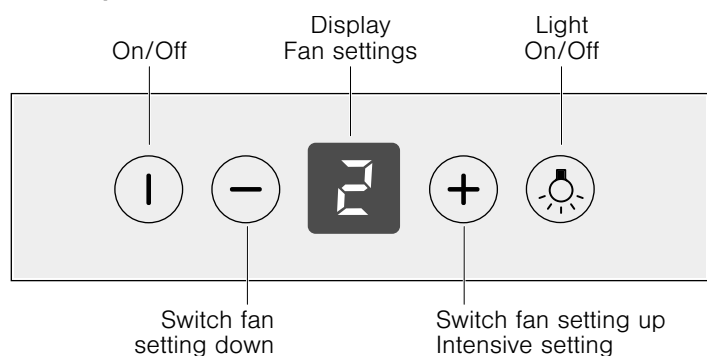 Display
Fan settings
Light
On/Off
On/Off
2
Switch fan
setting down
Switch fan setting up
Intensive setting